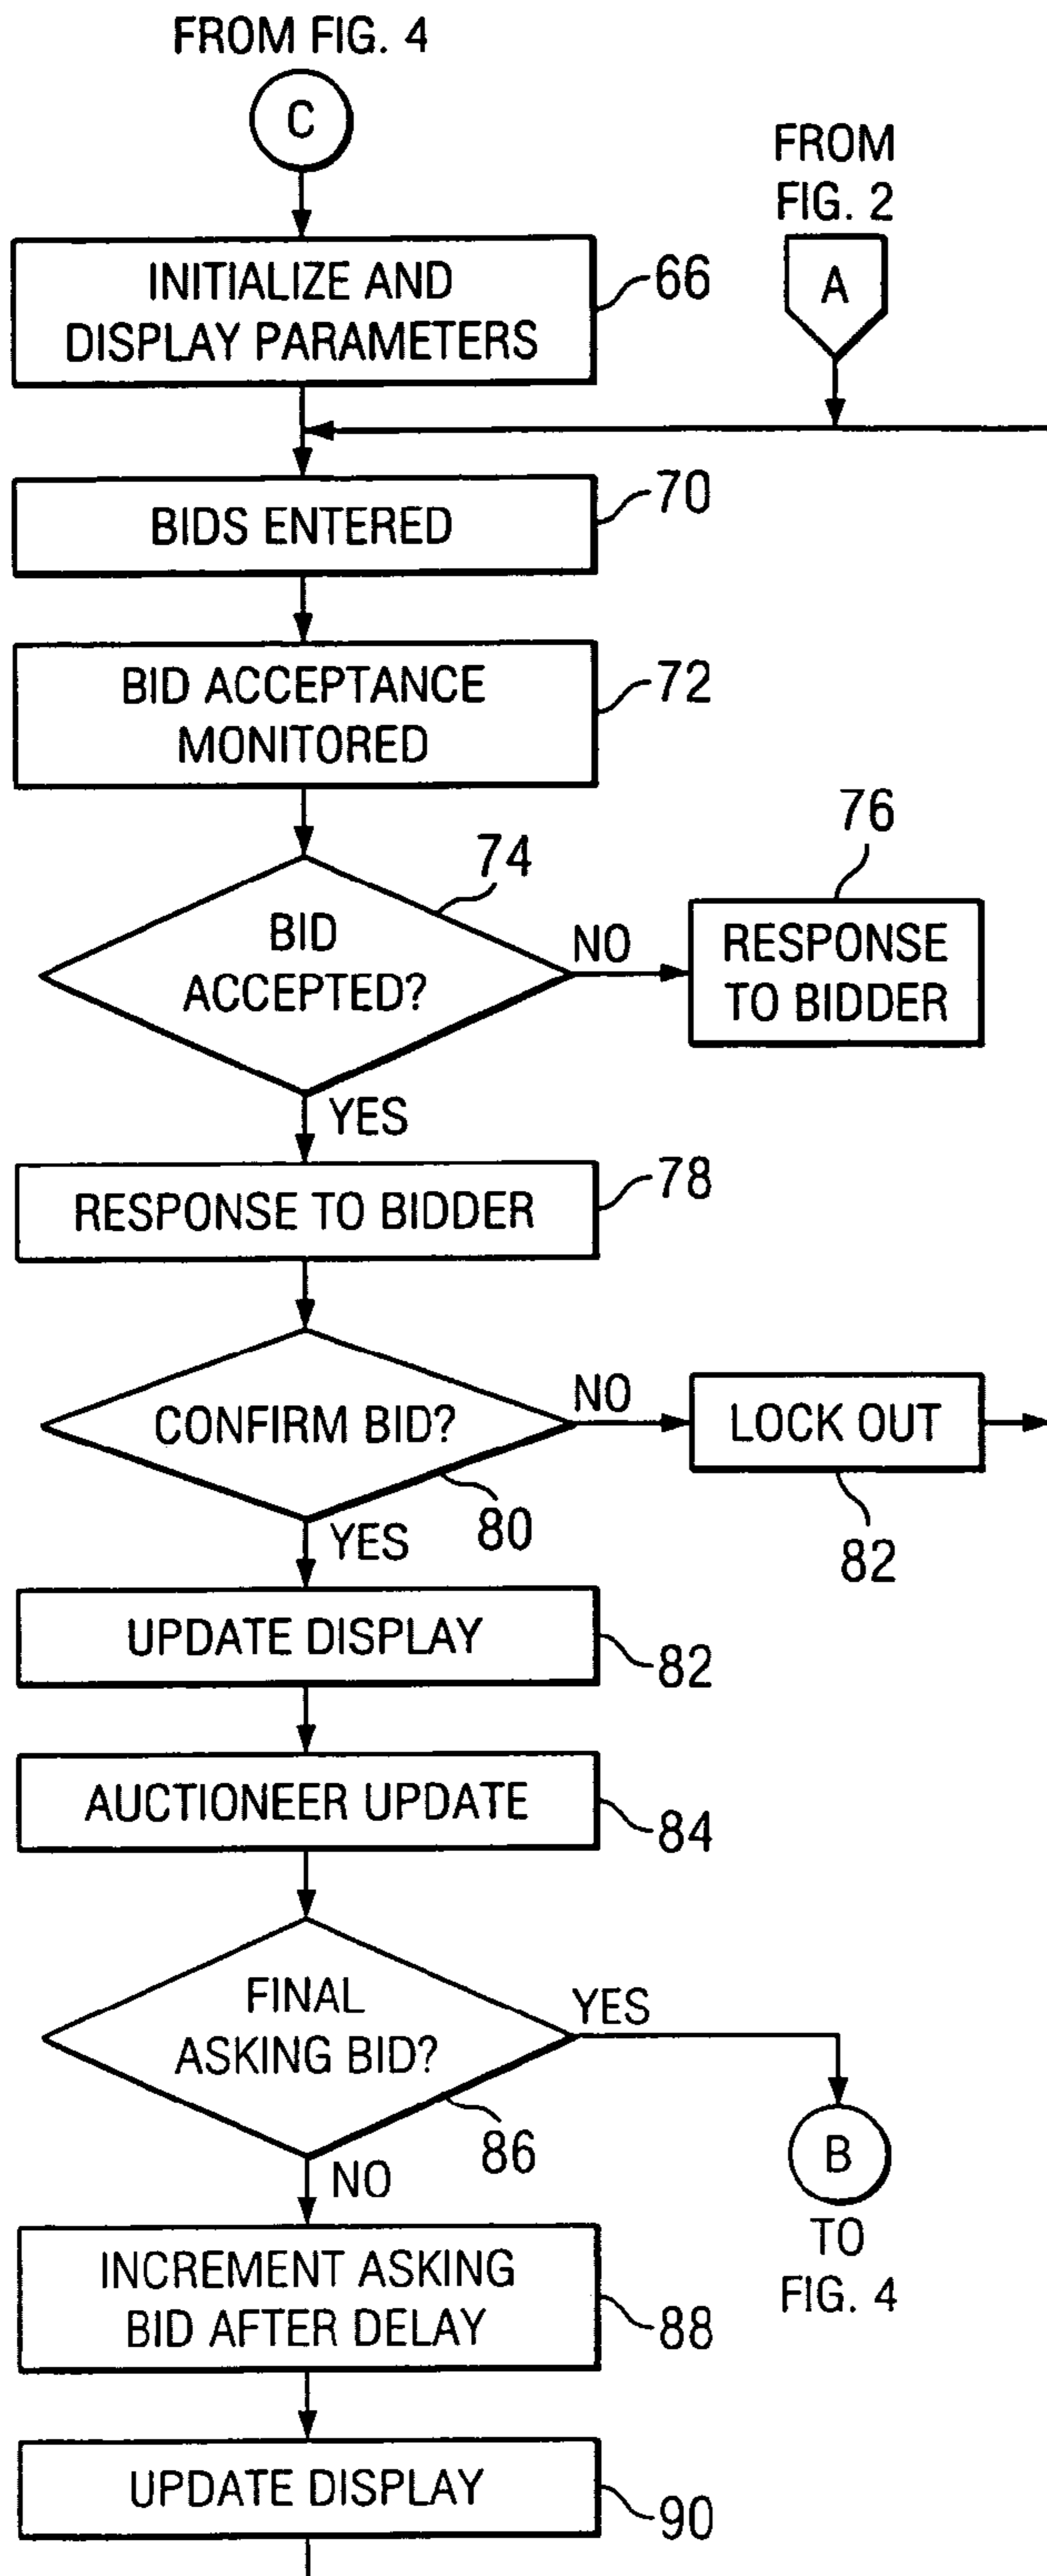 FROM FIG. 4
C
FROM
FIG. 2
A
INITIALIZE AND
DISPLAY PARAMETERS
66
BIDS ENTERED
70
BID ACCEPTANCE
MONITORED
72
74
BID
ACCEPTED?
NO
76
RESPONSE
TO BIDDER
YES
RESPONSE TO BIDDER
78
CONFIRM BID?
NO
LOCK OUT
80
82
YES
UPDATE DISPLAY
82
AUCTIONEER UPDATE
84
FINAL
ASKING BID?
YES
86
B
TO
FIG. 4
NO
INCREMENT ASKING
BID AFTER DELAY
88
UPDATE DISPLAY
90